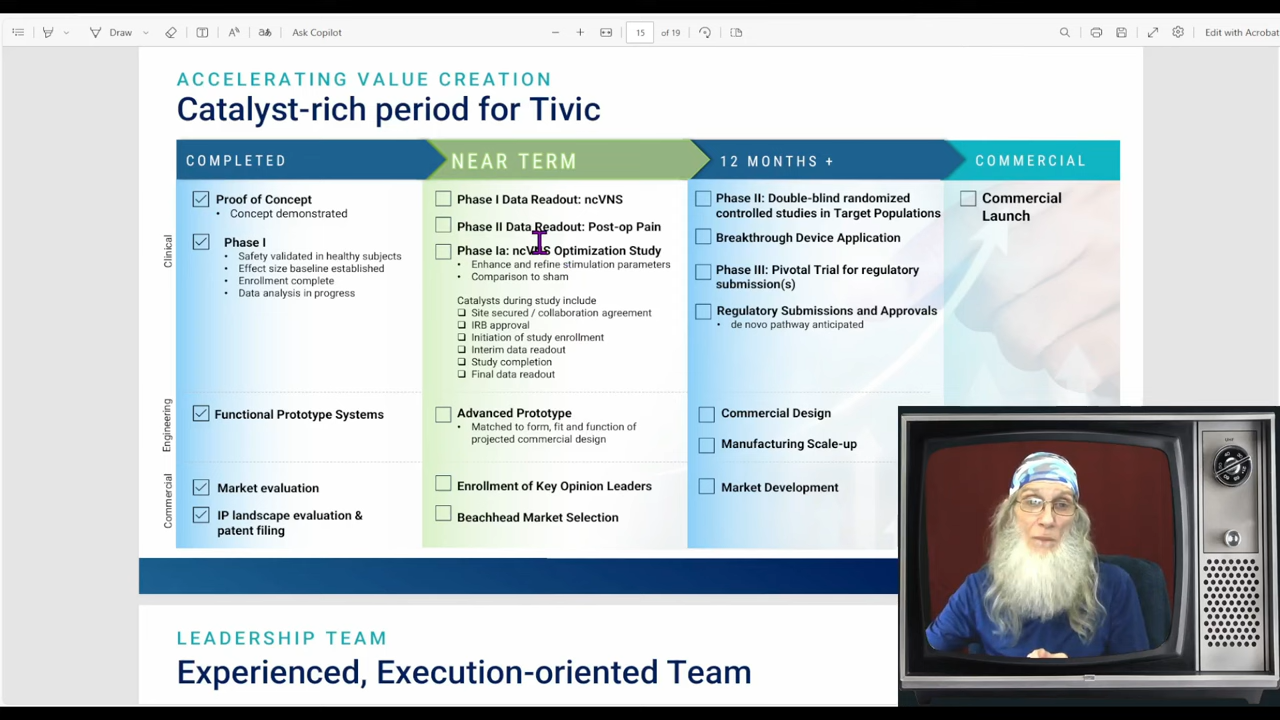 Draw
Ask Copilot
15 of 19
Edit with Acrobat
ACCELERATING VALUE CREATION
Catalyst-rich period for Tivic
COMPLETED
NEAR TERM
12 MONTHS +
COMMERCIAL
Clinical
Proof of Concept
• Concept demonstrated
Phase I
• Safety validated in healthy subjects
• Effect size baseline established
• Enrollment complete
• Data analysis in progress
Phase I Data Readout: ncVNS
Phase II Data Readout: Post-op Pain
Phase Ia: ncVNS Optimization Study
• Enhance and refine stimulation parameters
• Comparison to sham
Catalysts during study include
Site secured / collaboration agreement
IRB approval
Initiation of study enrollment
Interim data readout
Study completion
Final data readout
Phase II: Double-blind randomized
controlled studies in Target Populations
Breakthrough Device Application
Phase III: Pivotal Trial for regulatory
submission(s)
Regulatory Submissions and Approvals
• de novo pathway anticipated
Commercial
Launch
Engineering
Functional Prototype Systems
Advanced Prototype
• Matched to form, fit and function of
projected commercial design
Commercial Design
Manufacturing Scale-up
Commercial
Market evaluation
IP landscape evaluation &
patent filing
Enrollment of Key Opinion Leaders
Beachhead Market Selection
Market Development
LEADERSHIP TEAM
Experienced, Execution-oriented Team